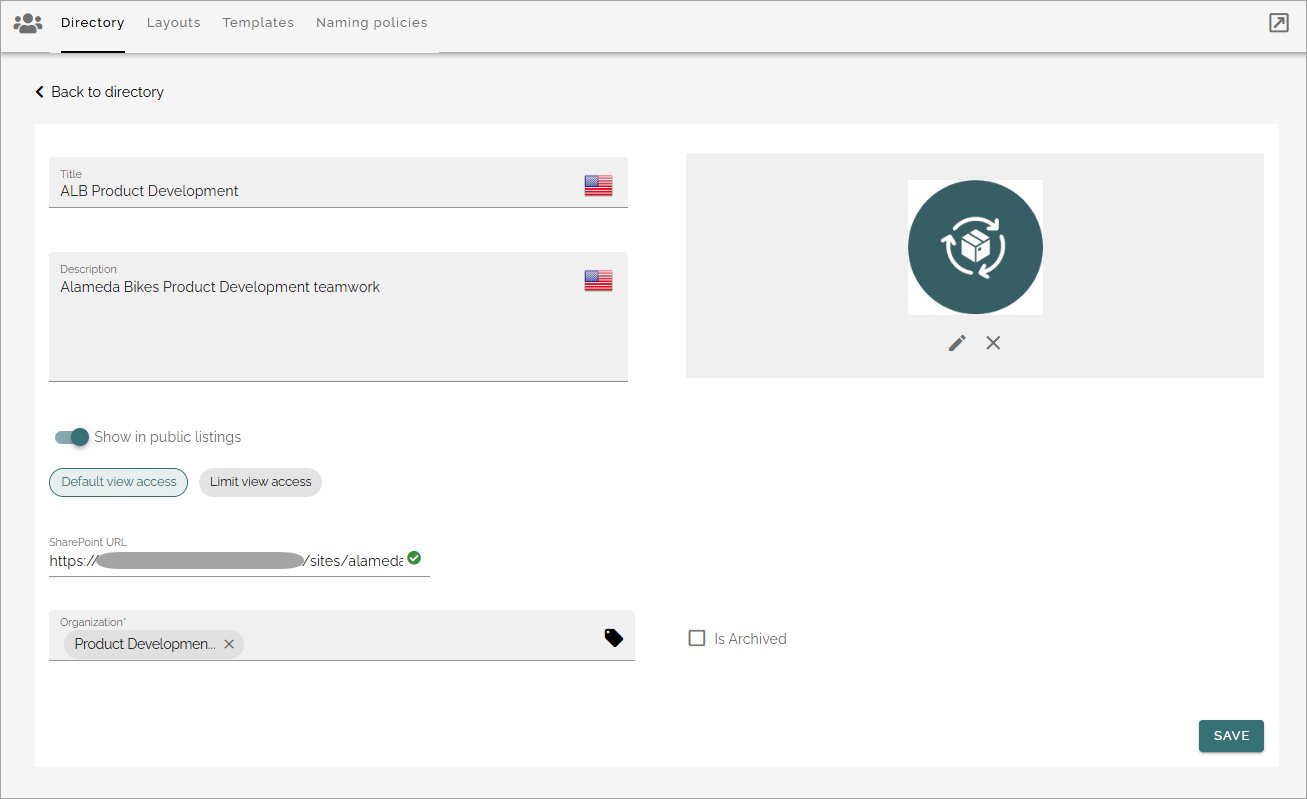 Directory Layouts Templates Naming policies
Back to directory
Title
ALB Product Development
Description
Alameda Bikes Product Development teamwork
Show in public listings
Default view access Limit view access
SharePoint URL
https:// /sites/alameda
Organization*
Product Developmen...
Is Archived
SAVE